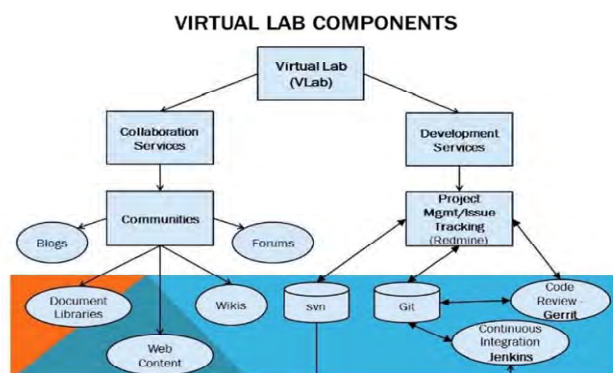 VIRTUAL LAB COMPONENTS
Virtual Lab
(VLab)
Collaboration
Services
Development
Services
Communities
Project
Mgmt/Issue
Tracking
(Redmine)
Blogs
Forums
Document
Libraries
Wikis
svn
Git
Code
Review -
Gerrit
Web
Content
Continuous
Integration
Jenkins